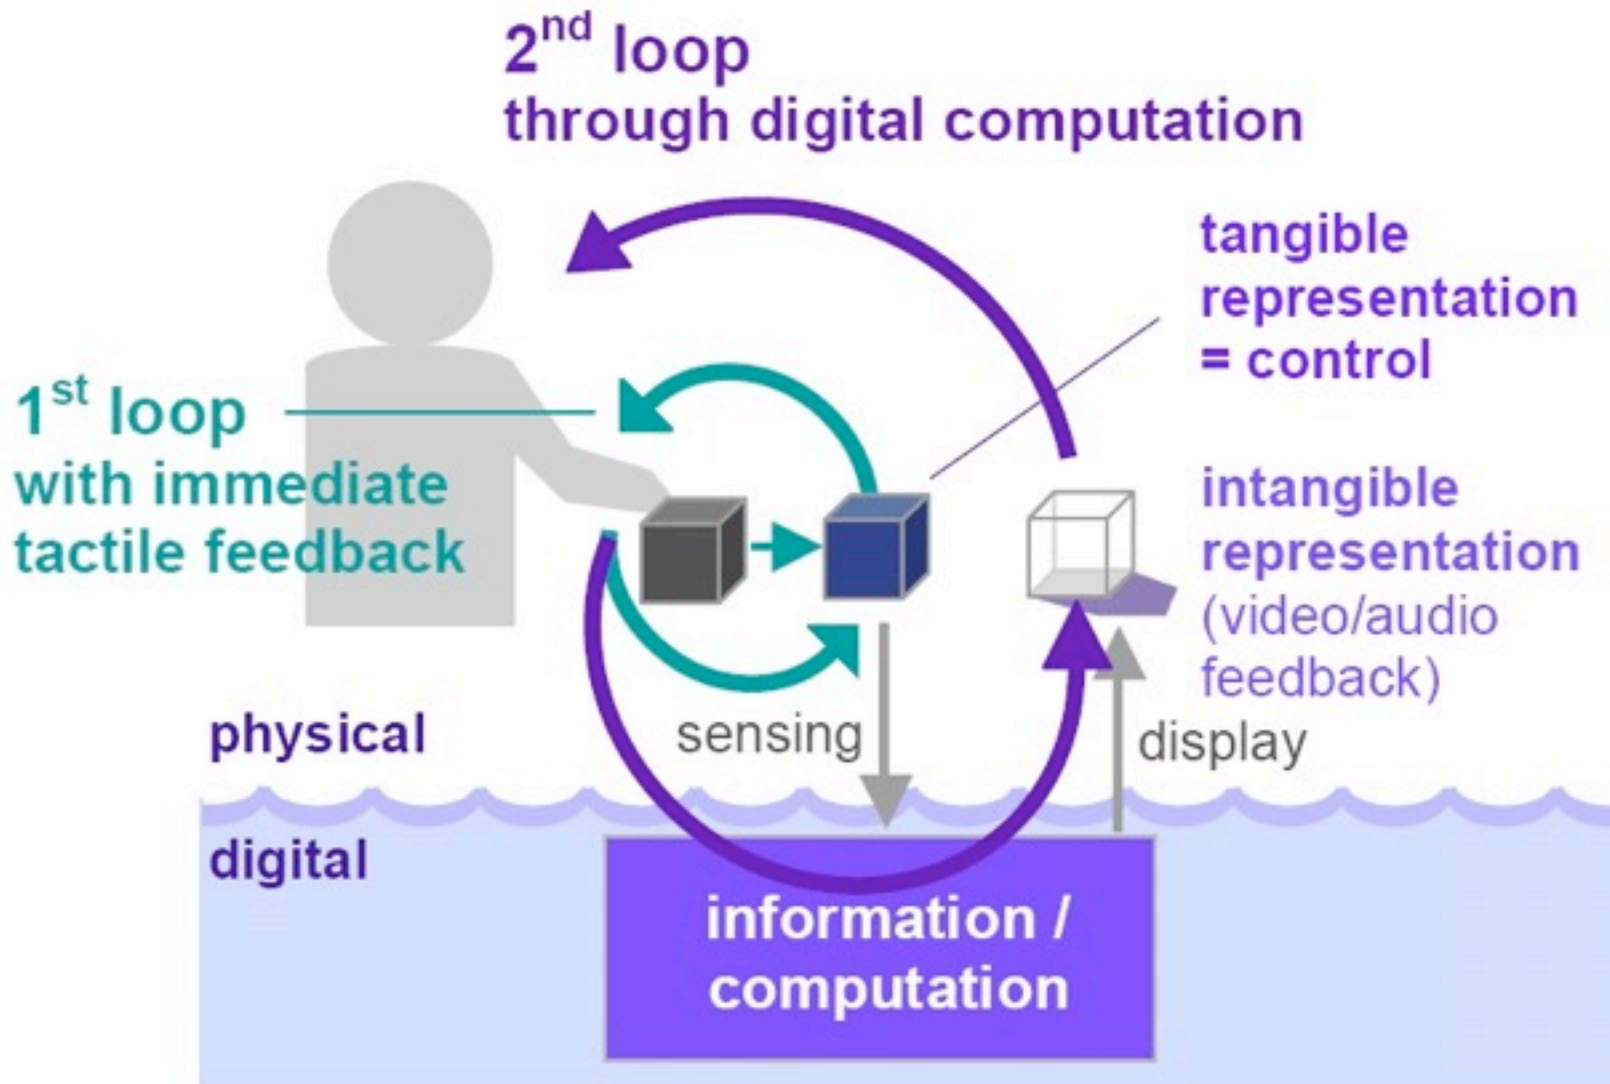 2nd loop
through digital computation
tangible
representation
= control
1st loop
with immediate
tactile feedback
intangible
representation
(video/audio
feedback)
physical
sensing
display
digital
information /
computation